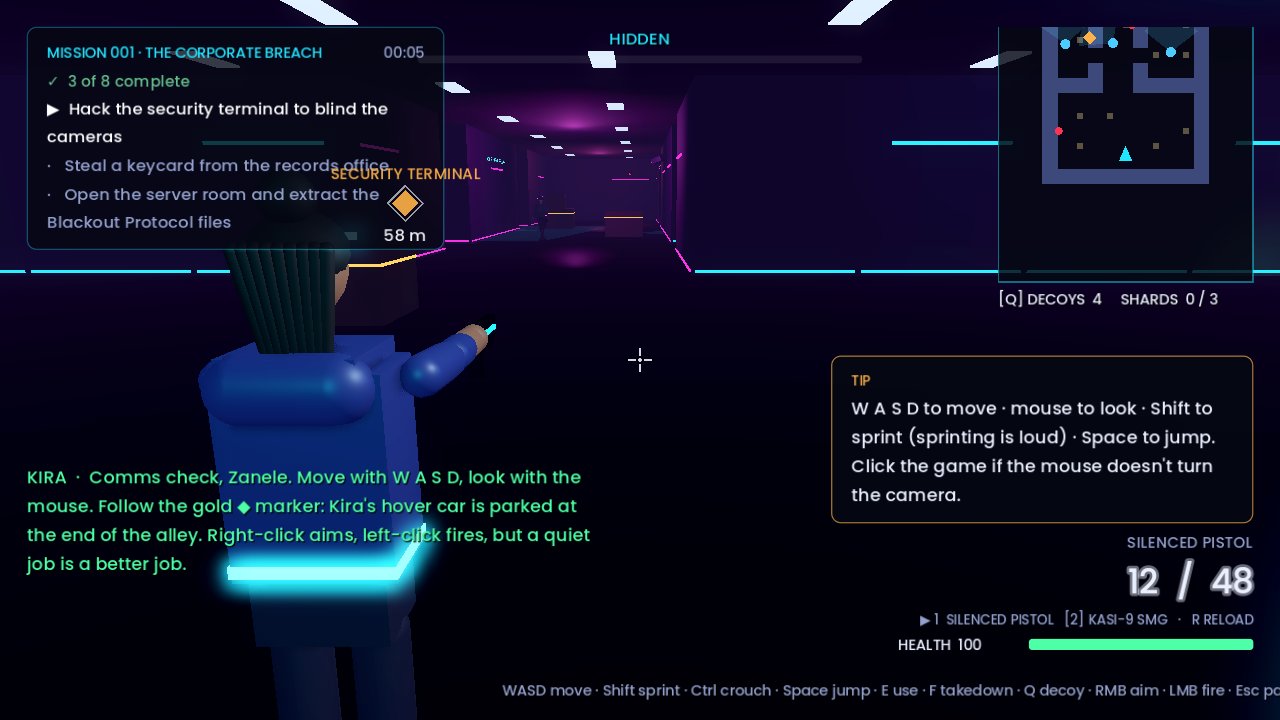 MISSION 001 · THE CORPORATE BREACH 00:05
✓ 3 of 8 complete
▶ Hack the security terminal to blind the
cameras
· Steal a keycard from the records office
· Open the server room and extract the
Blackout Protocol files
HIDDEN
SECURITY TERMINAL
58 m
[Q] DECOYS 4 SHARDS 0 / 3
TIP
W A S D to move · mouse to look · Shift to
sprint (sprinting is loud) · Space to jump.
Click the game if the mouse doesn't turn
the camera.
KIRA · Comms check, Zanele. Move with W A S D, look with the
mouse. Follow the gold ◆ marker: Kira's hover car is parked at
the end of the alley. Right-click aims, left-click fires, but a quiet
job is a better job.
SILENCED PISTOL
12 / 48
▶ 1 SILENCED PISTOL [2] KASI-9 SMG · R RELOAD
HEALTH 100
WASD move · Shift sprint · Ctrl crouch · Space jump · E use · F takedown · Q decoy · RMB aim · LMB fire · Esc